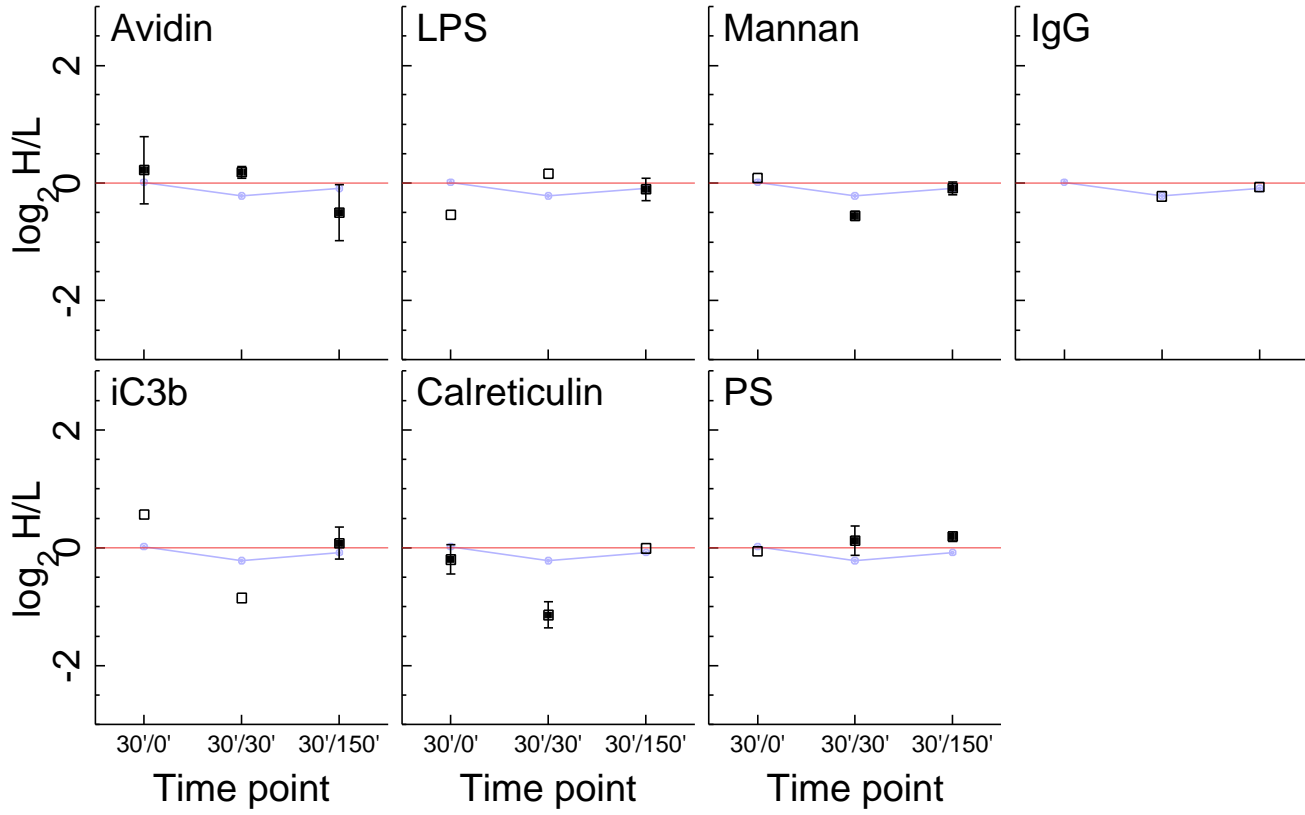 Avidin
LPS
Mannan
IgG
log2 H/L
2
0
-2
iC3b
Calreticulin
PS
log2 H/L
2
0
-2
30'/0' 30'/30' 30'/150'
30'/0' 30'/30' 30'/150'
30'/0' 30'/30' 30'/150'
Time point
Time point
Time point